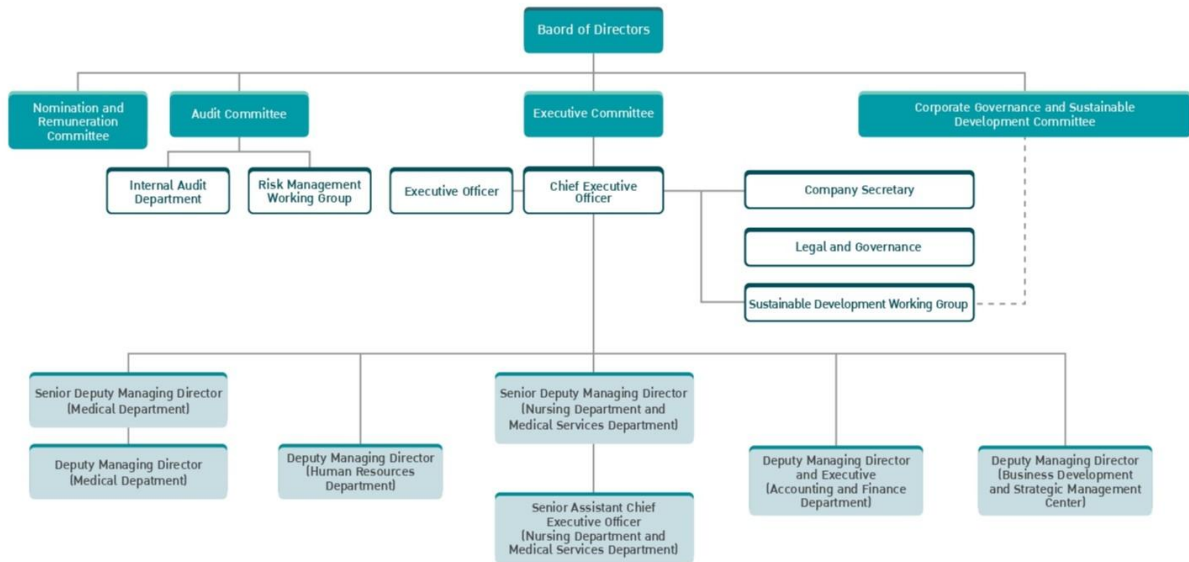 Baord of Directors
Nomination and
Remuneration
Committee
Audit Committee
Executive Committee
Corporate Governance and Sustainable
Development Committee
Internal Audit
Department
Risk Management
Working Group
Executive Officer
Chief Executive
Officer
Company Secretary
Legal and Governance
Sustainable Development Working Group
Senior Deputy Managing Director
(Medical Department)
Senior Deputy Managing Director
(Nursing Department and
Medical Services Department)
Deputy Managing Director
(Medical Depatment)
Deputy Managing Director
(Human Resources
Department)
Deputy Managing Director
and Executive
(Accounting and Finance
Department)
Deputy Managing Director
(Business Development
and Strategic Management
Center)
Senior Assistant Chief
Executive Officer
(Nursing Department and
Medical Services Department)